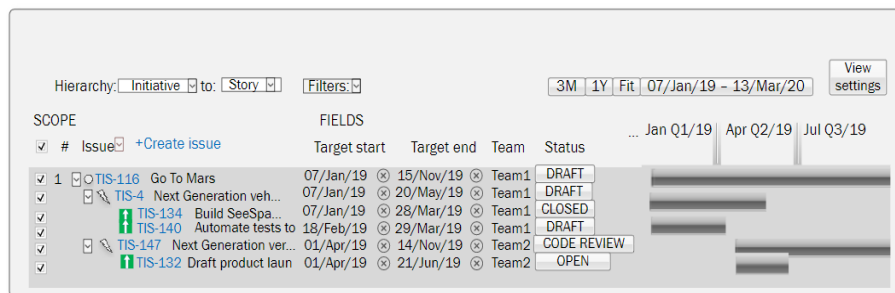 View
Hierarchy: Initiative to: Story Filters: 3M 1Y Fit 07/Jan/19 – 13/Mar/20 settings
SCOPE FIELDS
... Jan Q1/19 Apr Q2/19 Jul Q3/19
# Issue +Create issue Target start Target end Team Status
1 TIS-116 Go To Mars 07/Jan/19 15/Nov/19 Team1 DRAFT
TIS-4 Next Generation veh... 07/Jan/19 20/May/19 Team1 DRAFT
TIS-134 Build SeeSpa... 07/Jan/19 28/Mar/19 Team1 CLOSED
TIS-140 Automate tests to 18/Feb/19 29/Mar/19 Team1 DRAFT
TIS-147 Next Generation ver... 01/Apr/19 14/Nov/19 Team2 CODE REVIEW
TIS-132 Draft product laun 01/Apr/19 21/Jun/19 Team2 OPEN